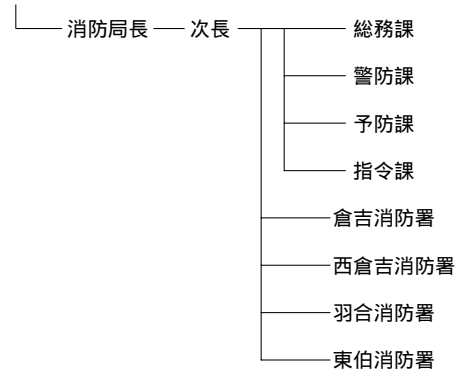 消防局長 次長 総務課
警防課
予防課
指令課
倉吉消防署
西倉吉消防署
羽合消防署
東伯消防署